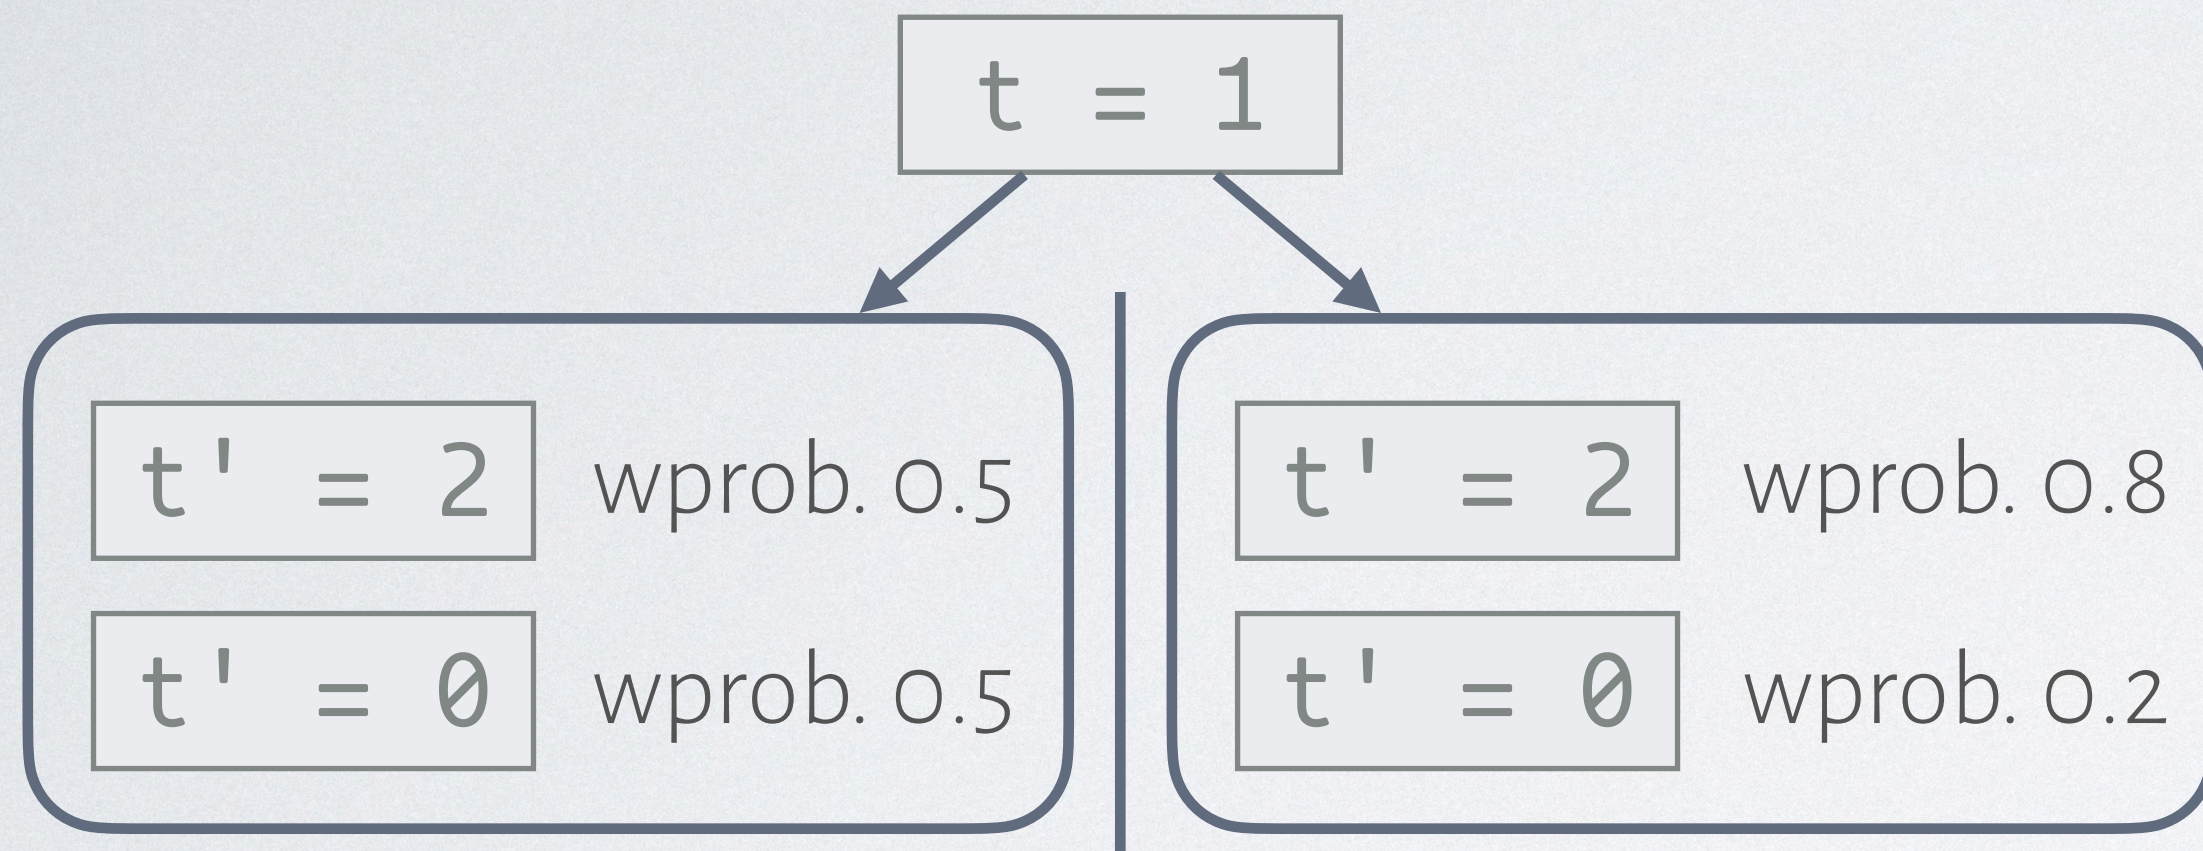 t = 1
t' = 2 wprob. 0.5
t' = 0 wprob. 0.5
t' = 2 wprob. 0.8
t' = 0 wprob. 0.2